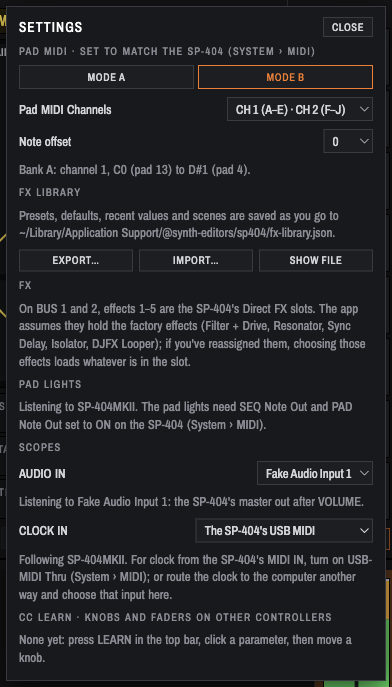 SETTINGS
CLOSE
PAD MIDI · SET TO MATCH THE SP-404 (SYSTEM › MIDI)
MODE A
MODE B
Pad MIDI Channels
CH 1 (A–E) · CH 2 (F–J)
Note offset
0
Bank A: channel 1, C0 (pad 13) to D#1 (pad 4).
FX LIBRARY
Presets, defaults, recent values and scenes are saved as you go to
~/Library/Application Support/@synth-editors/sp404/fx-library.json.
EXPORT...
IMPORT...
SHOW FILE
FX
On BUS 1 and 2, effects 1–5 are the SP-404's Direct FX slots. The app
assumes they hold the factory effects (Filter + Drive, Resonator, Sync
Delay, Isolator, DJFX Looper); if you've reassigned them, choosing those
effects loads whatever is in the slot.
PAD LIGHTS
Listening to SP-404MKII. The pad lights need SEQ Note Out and PAD
Note Out set to ON on the SP-404 (System › MIDI).
SCOPES
AUDIO IN
Fake Audio Input 1
Listening to Fake Audio Input 1: the SP-404's master out after VOLUME.
CLOCK IN
The SP-404's USB MIDI
Following SP-404MKII. For clock from the SP-404's MIDI IN, turn on USB-
MIDI Thru (System › MIDI); or route the clock to the computer another
way and choose that input here.
CC LEARN · KNOBS AND FADERS ON OTHER CONTROLLERS
None yet: press LEARN in the top bar, click a parameter, then move a
knob.